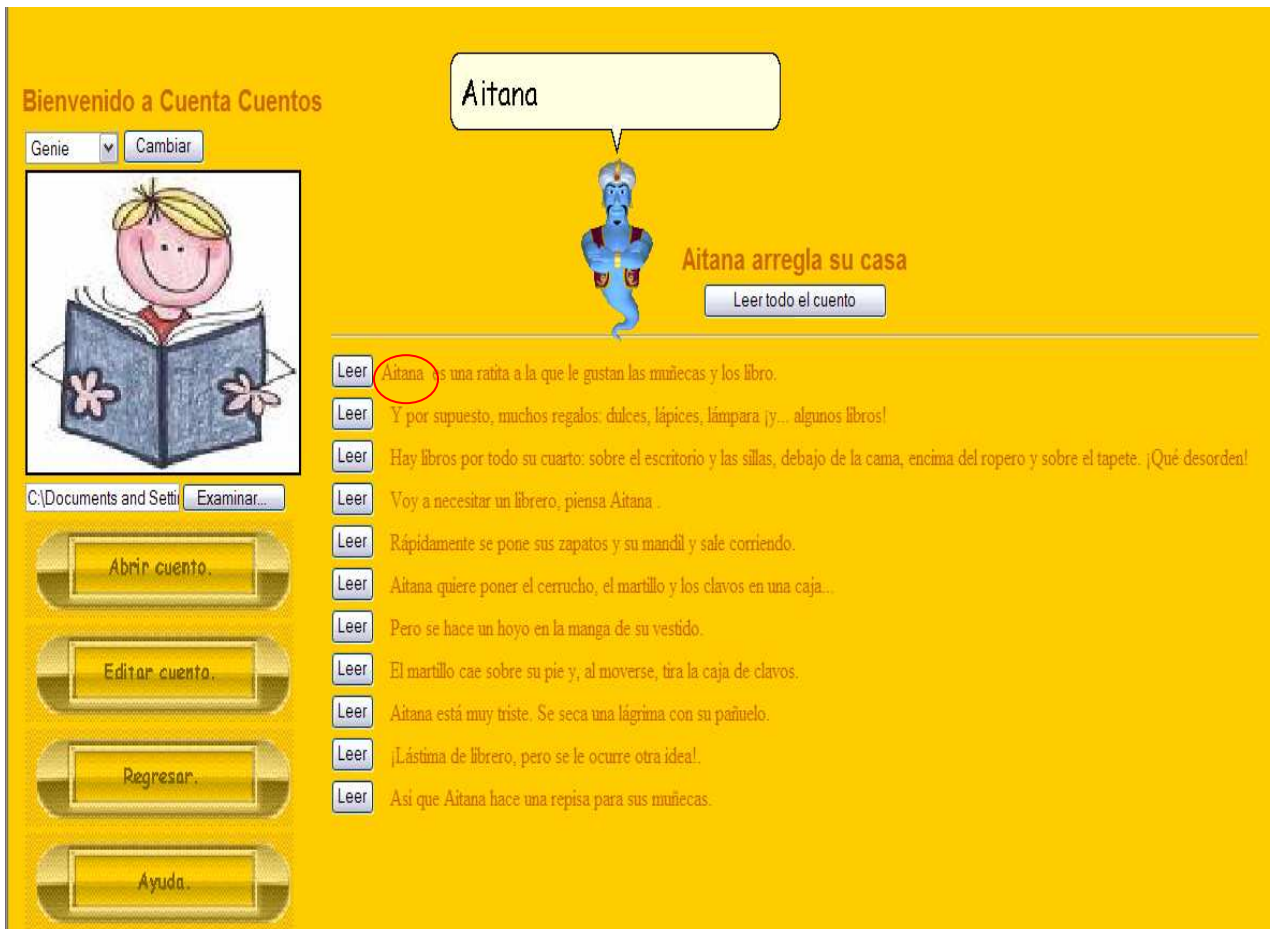 Aitana
Bienvenido a Cuenta Cuentos
Genie Cambiar
Aitana arregla su casa
Leer todo el cuento
Leer Aitana es una ratita a la que le gustan las muñecas y los libro.
Leer Y por supuesto, muchos regalos: dulces, lápices, lámpara ¡y... algunos libros!
Leer Hay libros por todo su cuarto: sobre el escritorio y las sillas, debajo de la cama, encima del ropero y sobre el tapete. ¡Qué desorden!
Leer Voy a necesitar un librero, piensa Aitana .
Leer Rápidamente se pone sus zapatos y su mandil y sale corriendo.
Leer Aitana quiere poner el cerrucho, el martillo y los clavos en una caja...
Leer Pero se hace un hoyo en la manga de su vestido.
Leer El martillo cae sobre su pie y, al moverse, tira la caja de clavos.
Leer Aitana está muy triste. Se seca una lágrima con su pañuelo.
Leer ¡Lástima de librero, pero se le ocurre otra idea!.
Leer Asi que Aitana hace una repisa para sus muñecas.
C:\Documents and Setti Examinar...
Abrir cuento.
Editar cuento.
Regresar.
Ayuda.